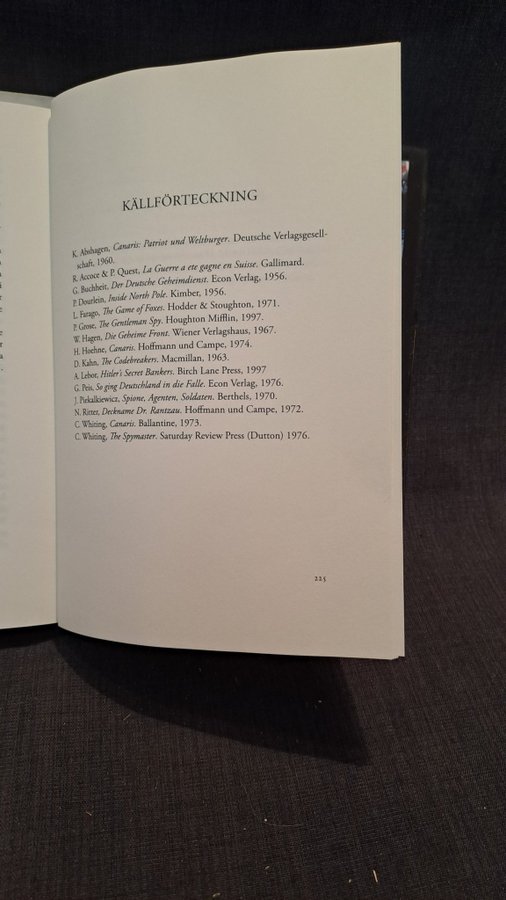 KÄLLFÖRTECKNING
K. Abshagen, Canaris: Patriot und Weltburger. Deutsche Verlagsgesell-
schaft, 1960.
R. Accoce & P. Quest, La Guerra a ete gagne en Suisse. Gallimard.
G. Buchheit, Der Deutsche Geheimdienst. Econ Verlag, 1956.
P. Dourlein, Inside North Pole. Kimber, 1956.
L. Farago, The Game of Foxes. Hodder & Stoughton, 1971.
P. Grose, The Gentleman Spy. Houghton Mifflin, 1997.
W. Hagen, Die Geheime Front. Wiener Verlagshaus, 1967.
H. Hoehne, Canaris. Hoffmann und Campe, 1974.
D. Kahn, The Codebreakers. Macmillan, 1963.
A. Lebor, Hitler's Secret Bankers. Birch Lane Press, 1997
G. Peis, So ging Deutschland in die Falle. Econ Verlag, 1976.
J. Piekalkiewicz, Spione, Agenten, Soldaten. Berthels, 1970.
N. Ritter, Deckname Dr. Rantzau. Hoffmann und Campe, 1972.
C. Whiting, Canaris. Ballantine, 1973.
C. Whiting, The Spymaster. Saturday Review Press (Dutton) 1976.
225